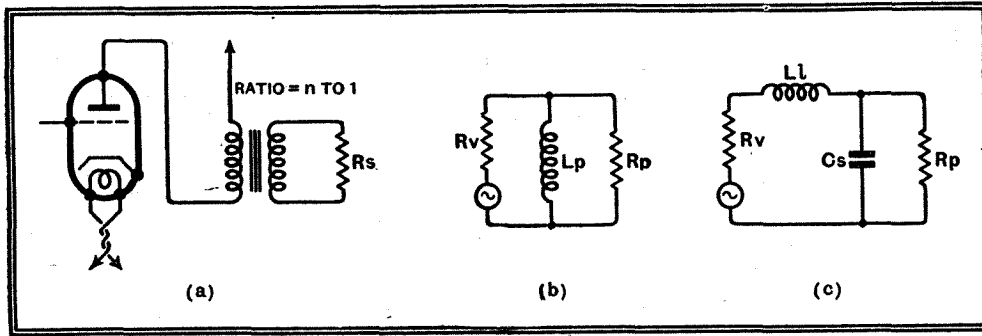 RATIO = n TO 1
Rs
(a)
Rv
Lp
Rp
(b)
Ll
Rv
Cs
Rp
(c)